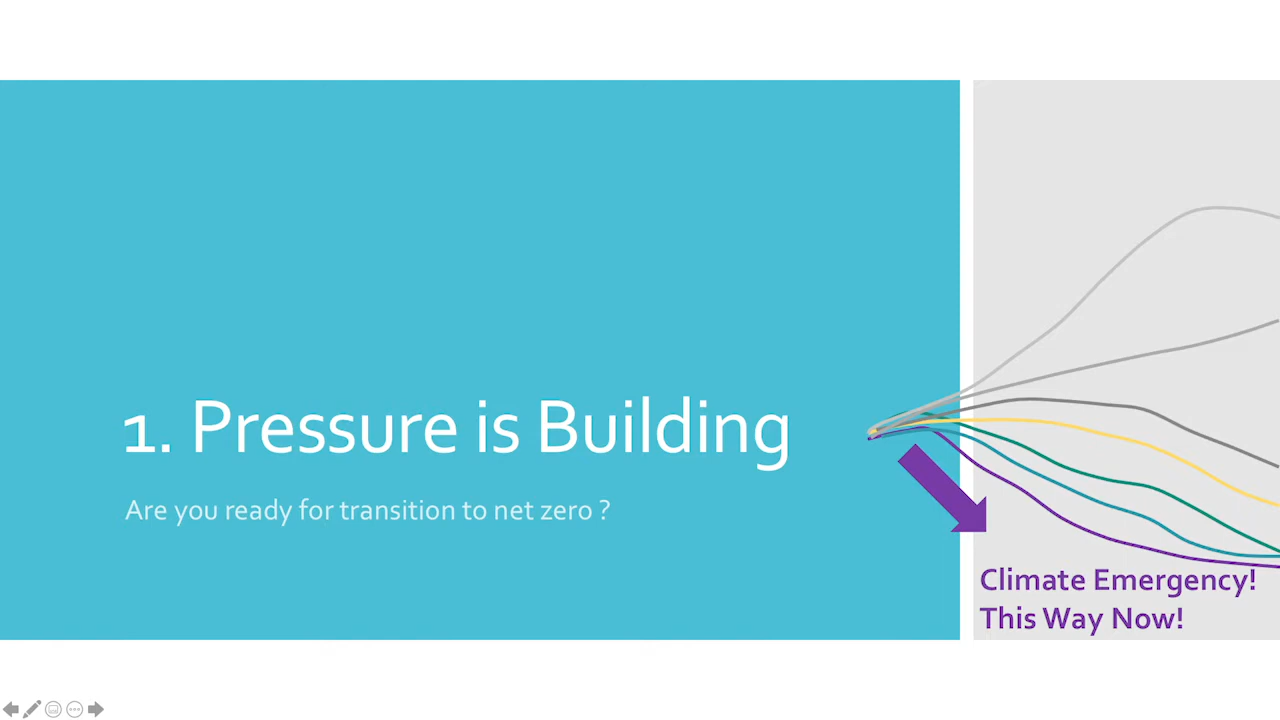 1. Pressure is Building
Are you ready for transition to net zero ?
Climate Emergency!
This Way Now!